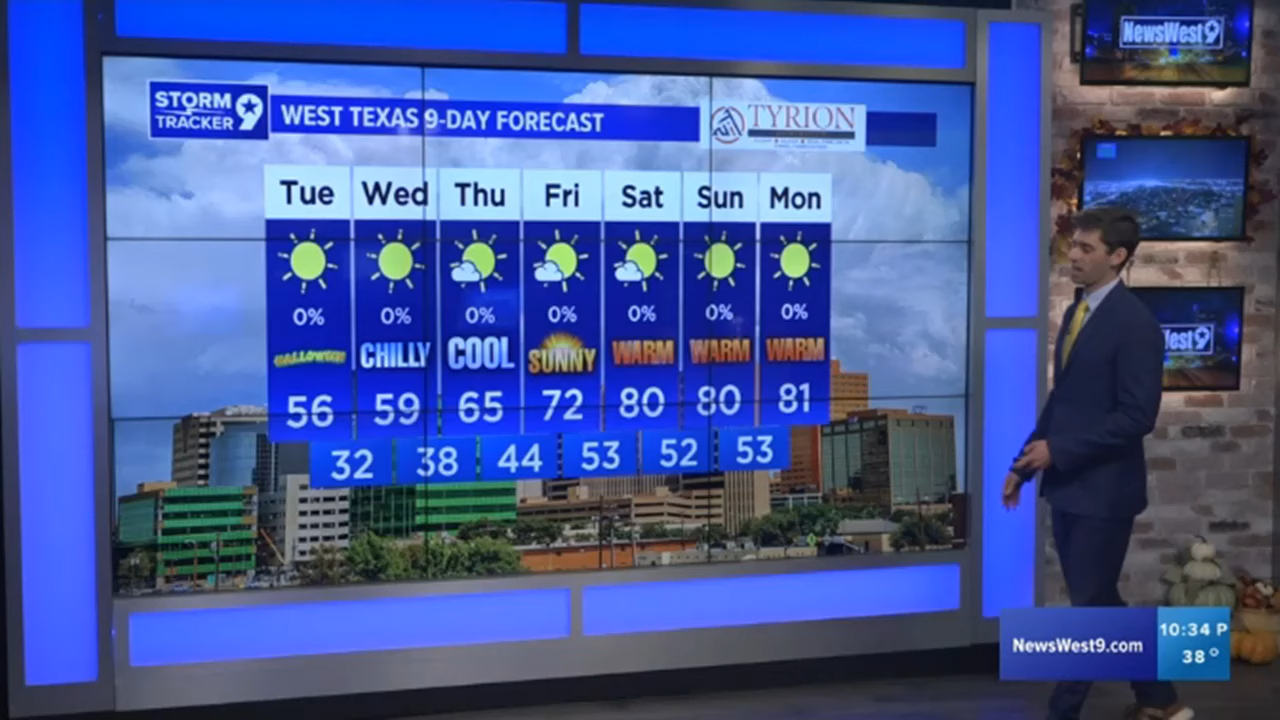 NewsWest9
STORM
TRACKER 9
WEST TEXAS 9-DAY FORECAST
TYRION
Tue Wed Thu Fri Sat Sun Mon
0% 0% 0% 0% 0% 0% 0%
HALLOWEEN CHILLY COOL SUNNY WARM WARM WARM
56 59 65 72 80 80 81
32 38 44 53 52 53
West9
NewsWest9.com
10:34 P
38°